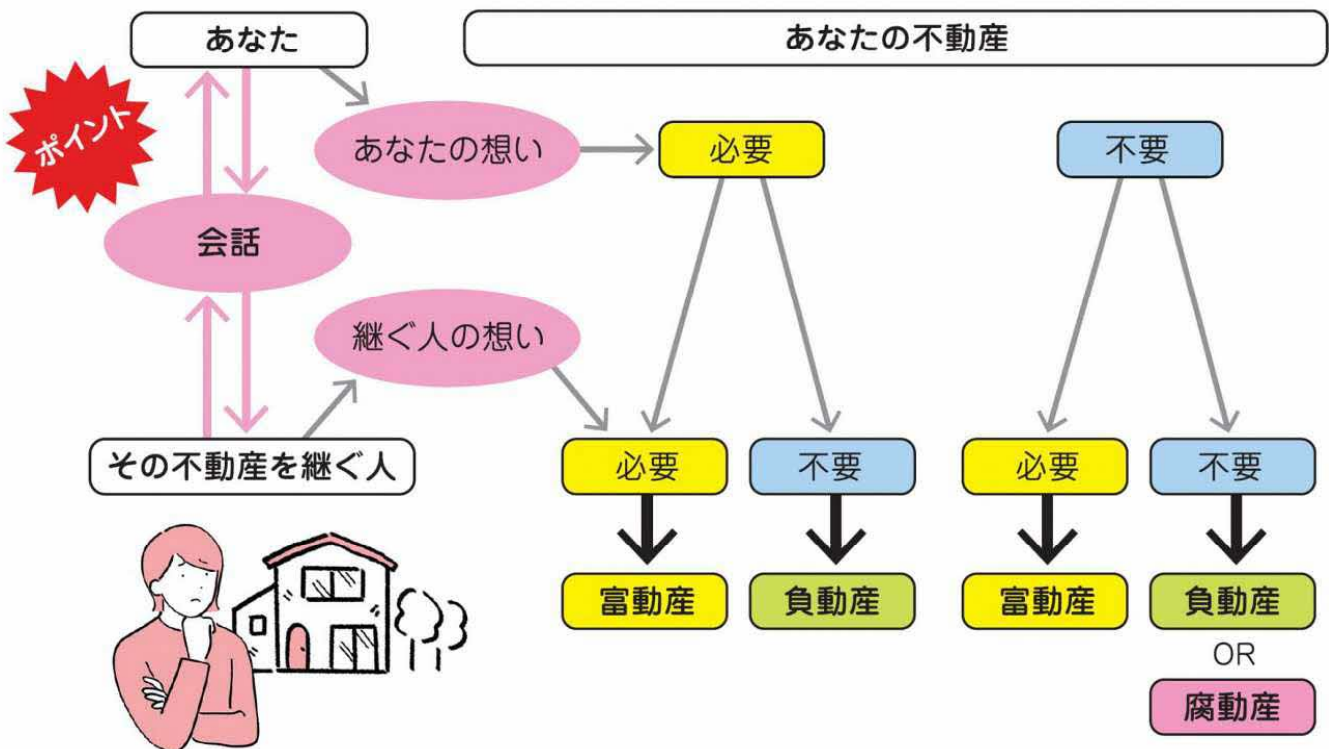 あなた
あなたの不動産
ポイント
あなたの想い
必要
不要
会話
継ぐ人の想い
その不動産を継ぐ人
必要
不要
必要
不要
富動産
負動産
富動産
負動産
OR
腐動産